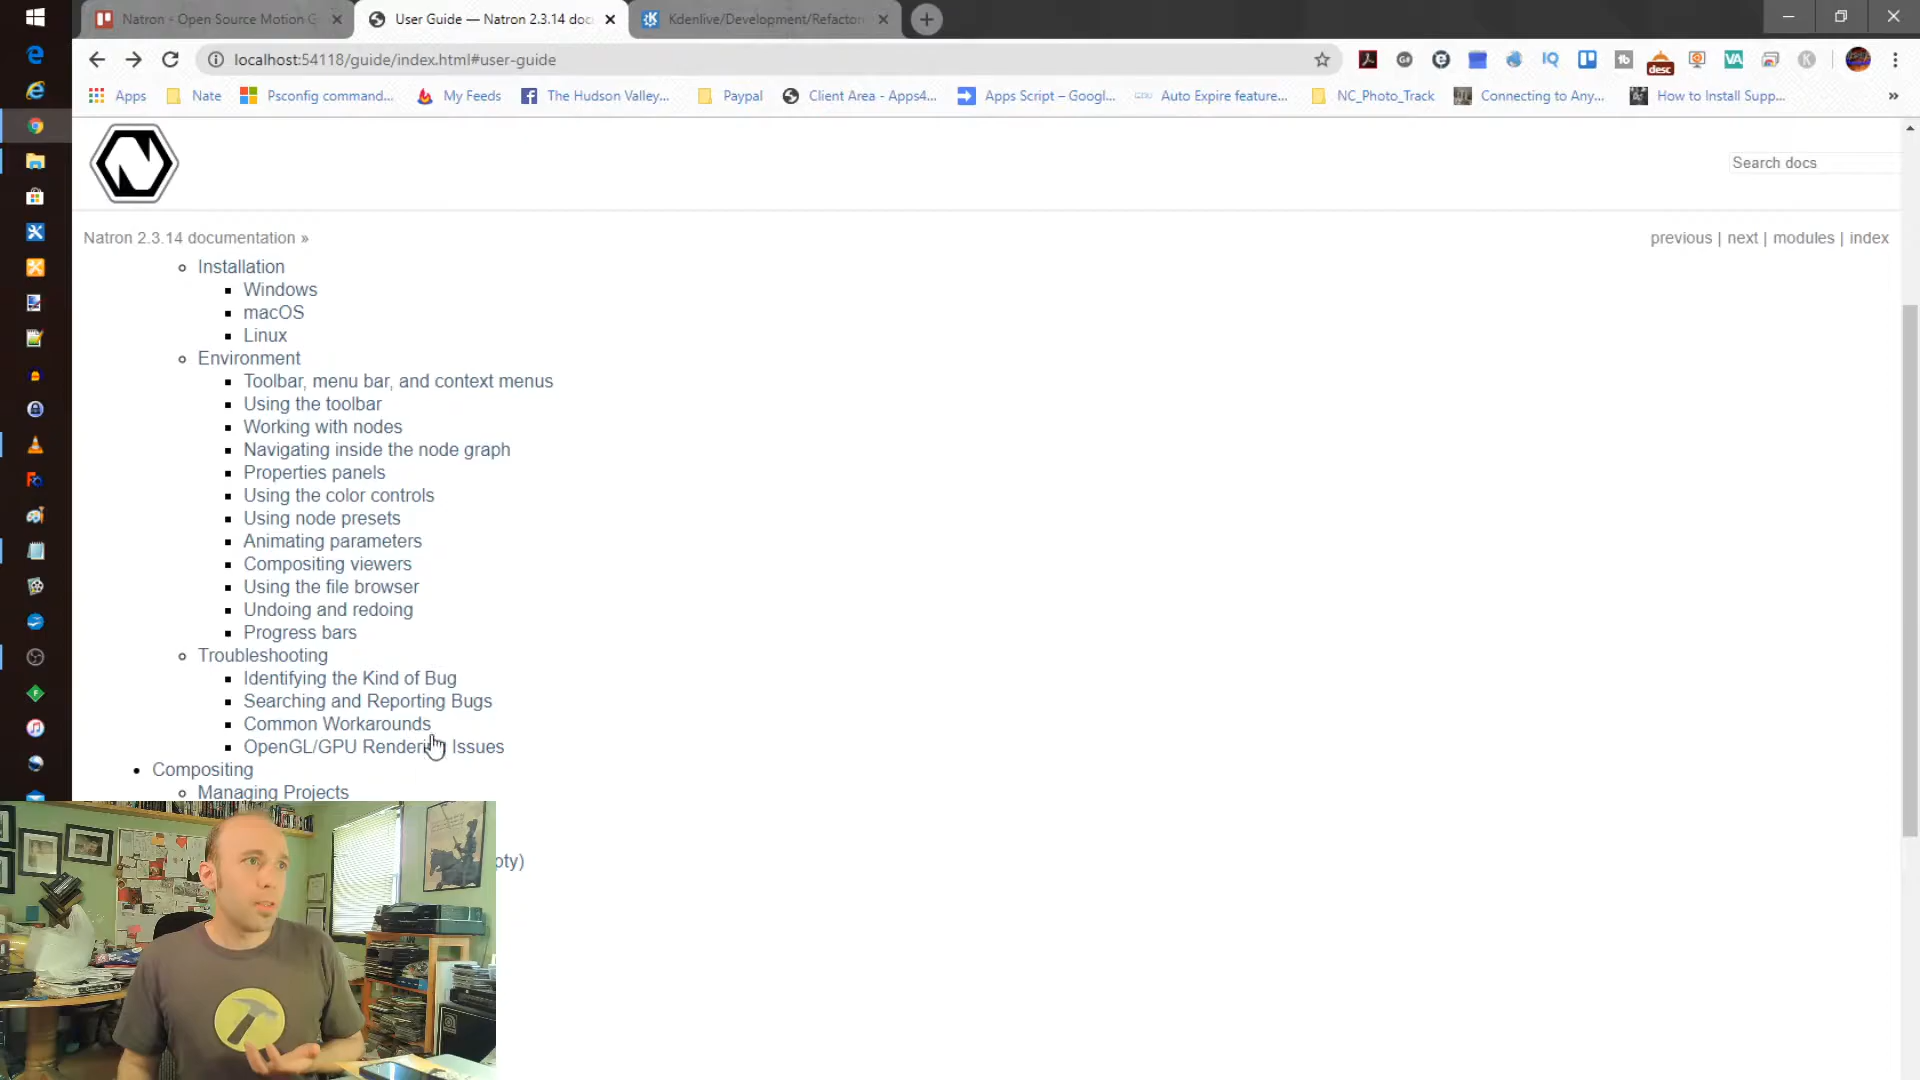 Natron - Open Source Motion G
User Guide — Natron 2.3.14 doc
Kdenlive/Development/Refactor
localhost:54118/guide/index.html#user-guide
Apps
Nate
Psconfig command...
My Feeds
The Hudson Valley...
Paypal
Client Area - Apps4...
Apps Script – Googl...
Auto Expire feature...
NC_Photo_Track
Connecting to Any...
How to Install Supp...
Search docs
Natron 2.3.14 documentation »
previous | next | modules | index
Installation
Windows
macOS
Linux
Environment
Toolbar, menu bar, and context menus
Using the toolbar
Working with nodes
Navigating inside the node graph
Properties panels
Using the color controls
Using node presets
Animating parameters
Compositing viewers
Using the file browser
Undoing and redoing
Progress bars
Troubleshooting
Identifying the Kind of Bug
Searching and Reporting Bugs
Common Workarounds
OpenGL/GPU Rendering Issues
Compositing
Managing Projects
pty)